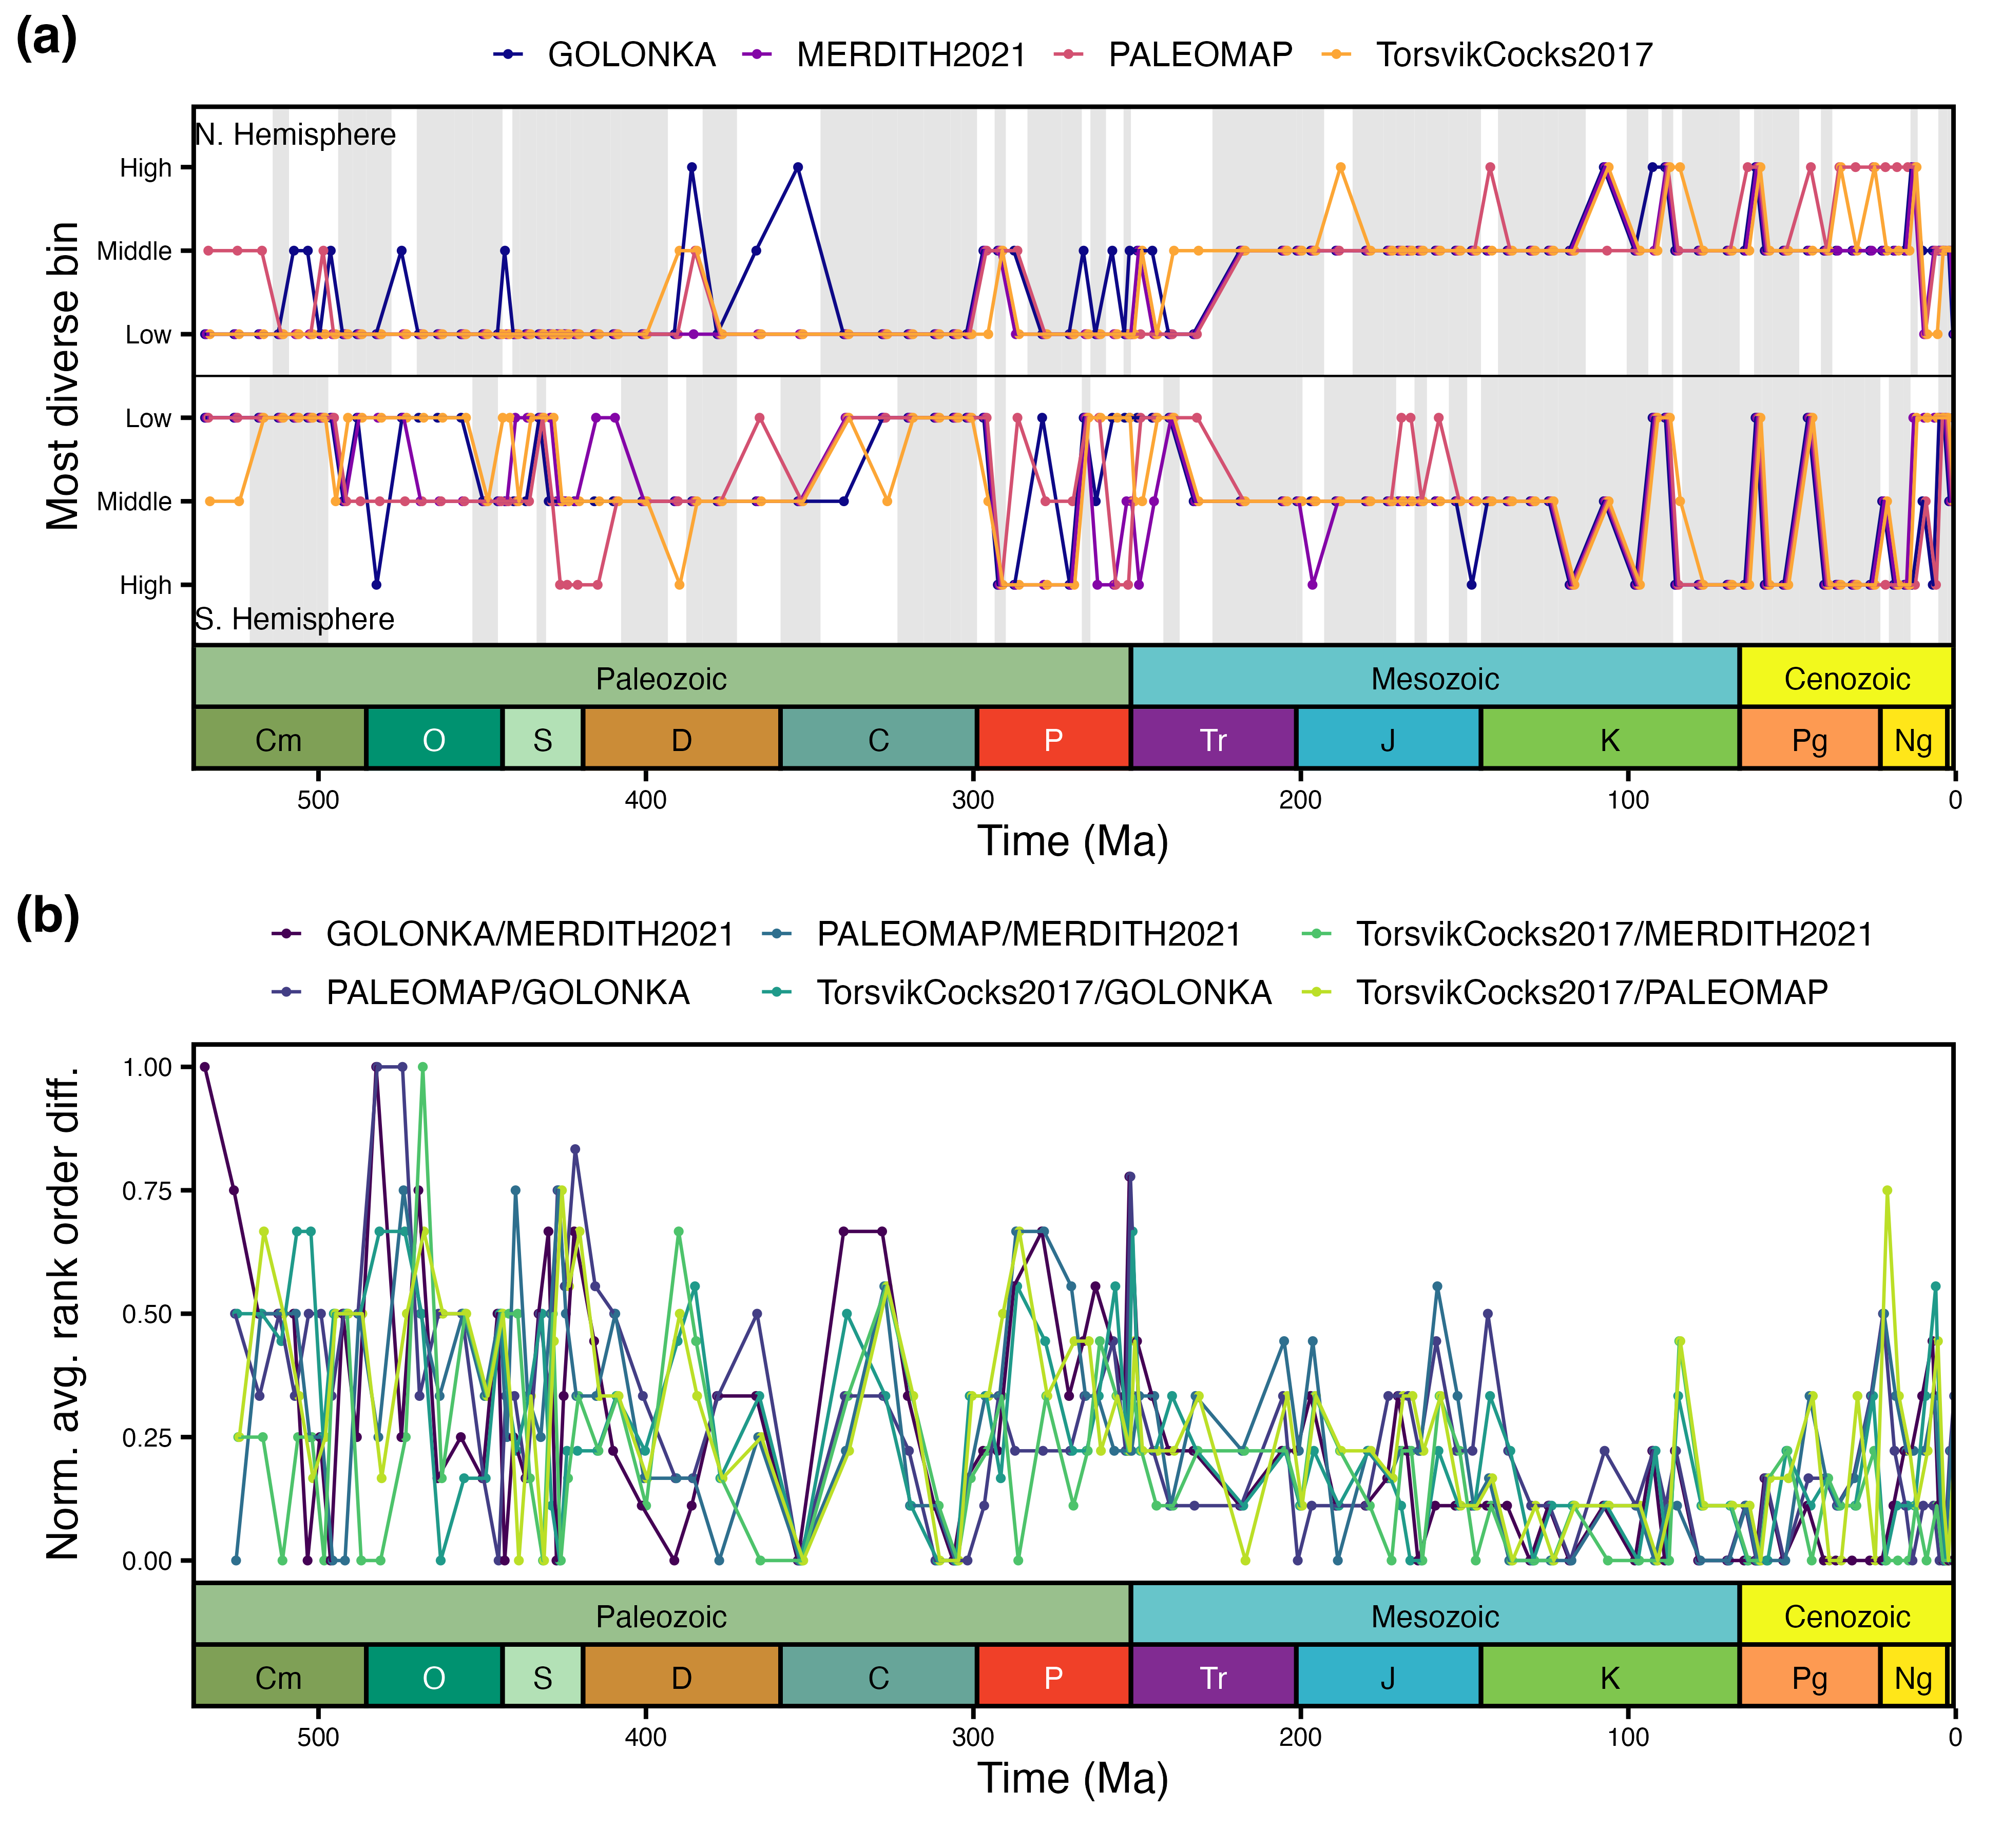 (a)
GOLONKA MERDITH2021 PALEOMAP TorsvikCocks2017
N. Hemisphere
High
Middle
Low
Most diverse bin
Low
Middle
High
S. Hemisphere
Paleozoic Mesozoic Cenozoic
Cm O S D C P Tr J K Pg Ng
500 400 300 200 100 0
Time (Ma)
(b)
GOLONKA/MERDITH2021 PALEOMAP/MERDITH2021 TorsvikCocks2017/MERDITH2021
PALEOMAP/GOLONKA TorsvikCocks2017/GOLONKA TorsvikCocks2017/PALEOMAP
Norm. avg. rank order diff.
1.00
0.75
0.50
0.25
0.00
Paleozoic Mesozoic Cenozoic
Cm O S D C P Tr J K Pg Ng
500 400 300 200 100 0
Time (Ma)